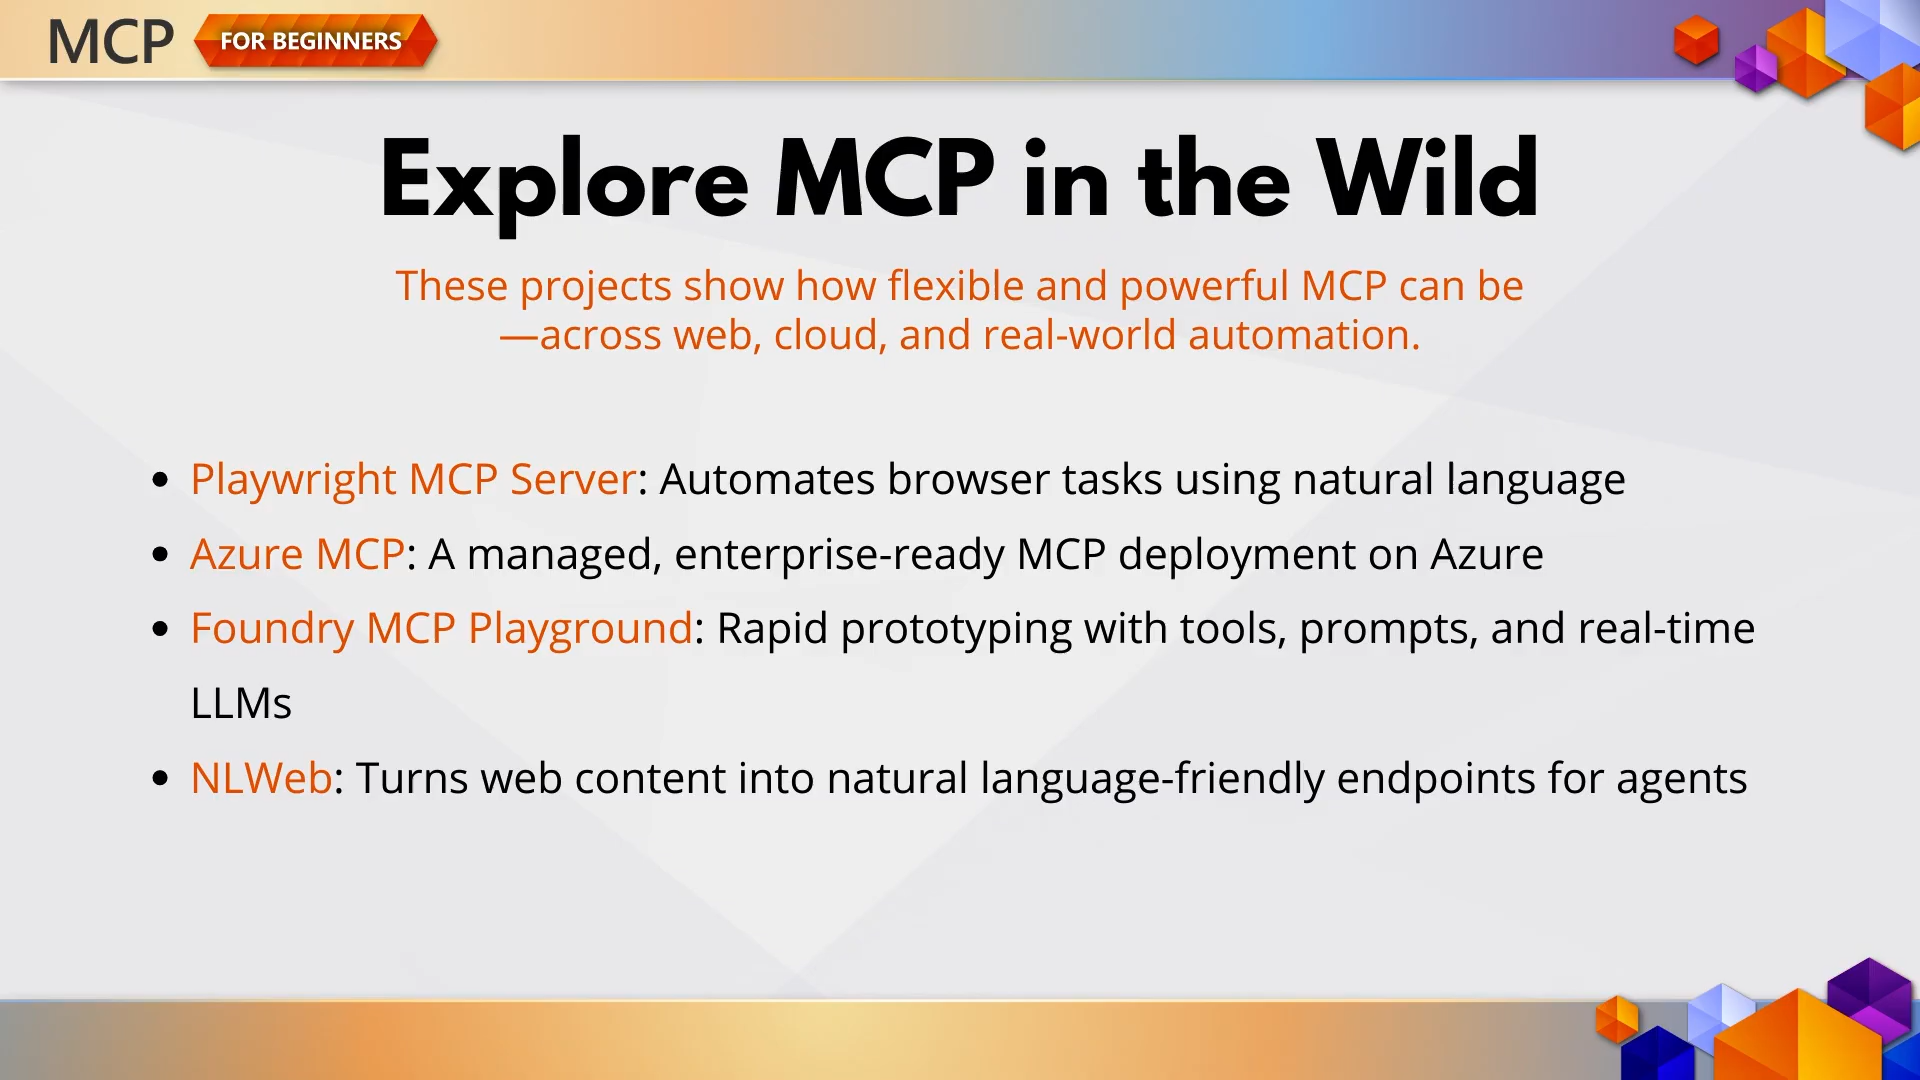 MCP FOR BEGINNERS
Explore MCP in the Wild
These projects show how flexible and powerful MCP can be
—across web, cloud, and real-world automation.
• Playwright MCP Server: Automates browser tasks using natural language
• Azure MCP: A managed, enterprise-ready MCP deployment on Azure
• Foundry MCP Playground: Rapid prototyping with tools, prompts, and real-time
LLMs
• NLWeb: Turns web content into natural language-friendly endpoints for agents